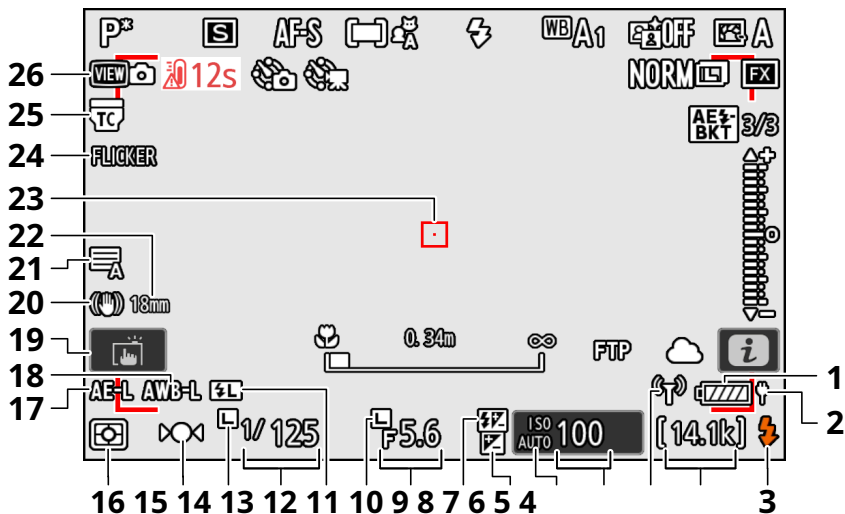 P* S AF-S WB A1 OFF A
26 VIEW 12s NORM L FX
25 TC AE BKT 3/3
24 FLICKER
23
22
21 A
20 18mm
19 0.34m ∞ FTP i
18 1
17 AE-L AWB-L L 2
L 1/125 L F5.6 ISO AUTO 100 [14.1k]
16 15 14 13 12 11 10 9 8 7 6 5 4 3